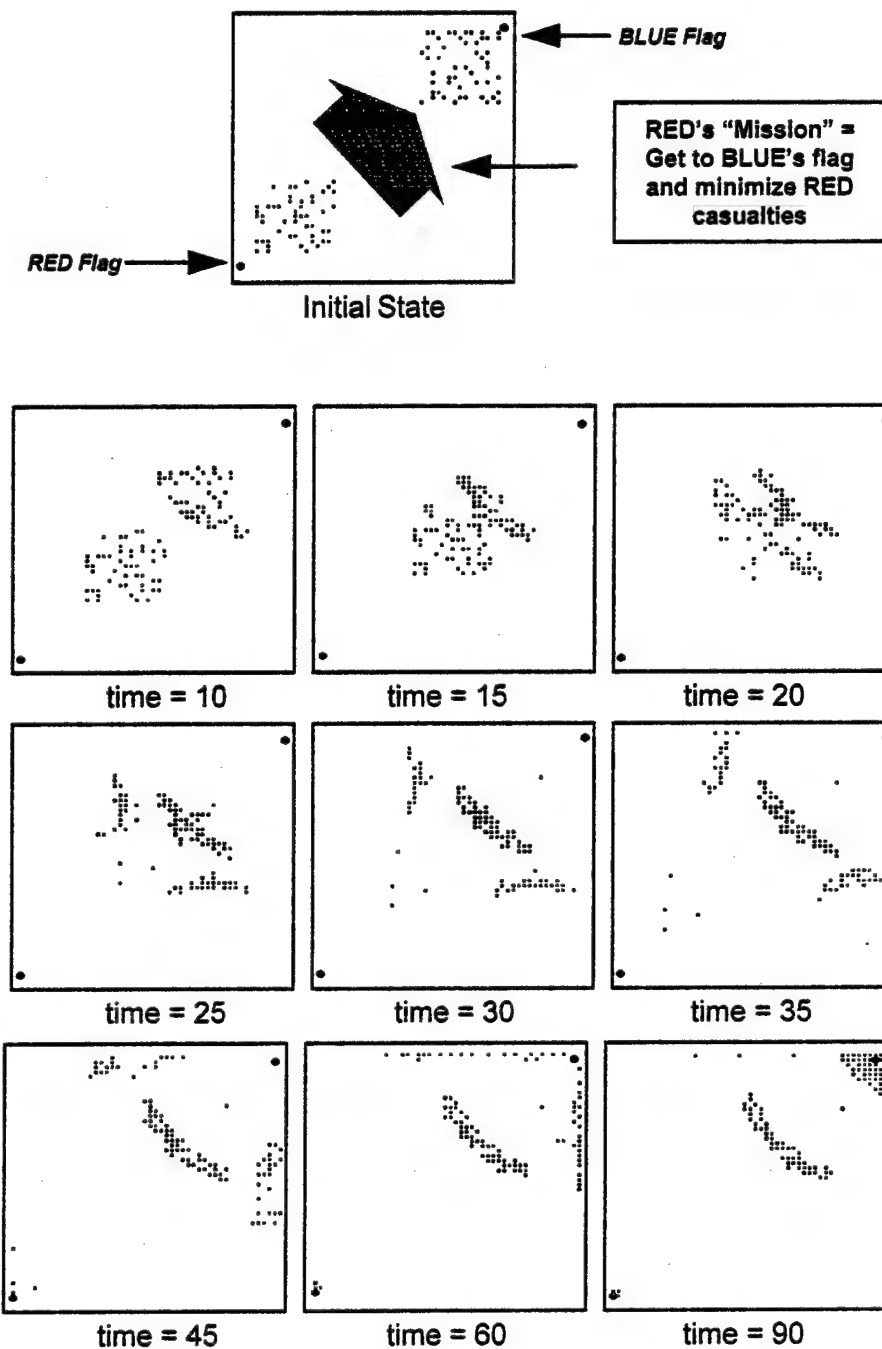 BLUE Flag
RED's "Mission" =
Get to BLUE's flag
and minimize RED
casualties
RED Flag
Initial State
time = 10
time = 15
time = 20
time = 25
time = 30
time = 35
time = 45
time = 60
time = 90